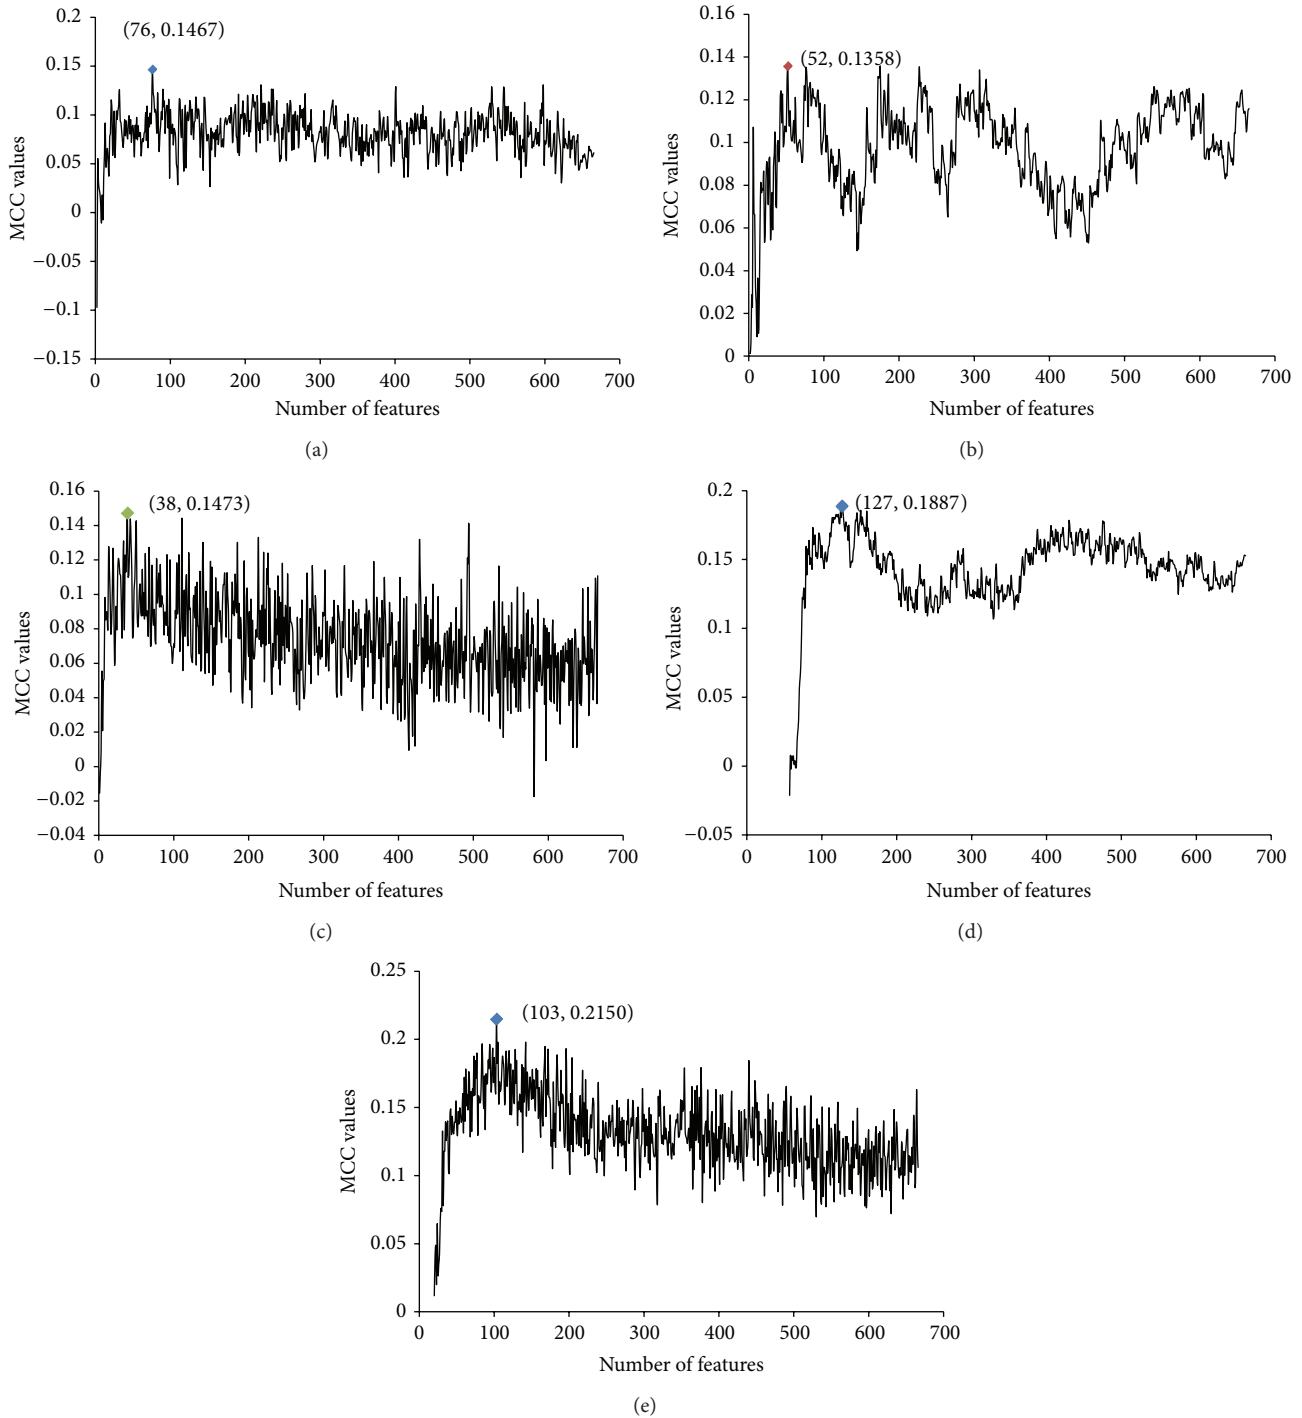 0.2
0.15
0.1
0.05
0
−0.05
−0.1
−0.15
MCC values
(76, 0.1467)
0 100 200 300 400 500 600 700
Number of features
(a)
0.16
0.14
0.12
0.1
0.08
0.06
0.04
0.02
0
MCC values
(52, 0.1358)
0 100 200 300 400 500 600 700
Number of features
(b)
0.16
0.14
0.12
0.1
0.08
0.06
0.04
0.02
0
−0.02
−0.04
MCC values
(38, 0.1473)
0 100 200 300 400 500 600 700
Number of features
(c)
0.2
0.15
0.1
0.05
0
−0.05
MCC values
(127, 0.1887)
0 100 200 300 400 500 600 700
Number of features
(d)
0.25
0.2
0.15
0.1
0.05
0
MCC values
(103, 0.2150)
0 100 200 300 400 500 600 700
Number of features
(e)